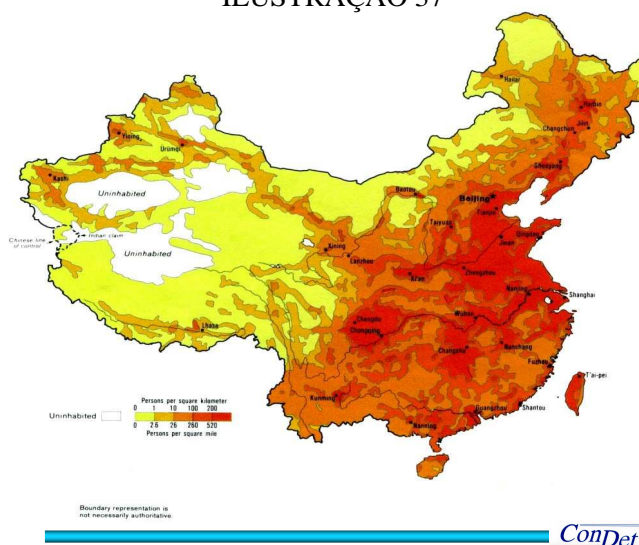 ILUSTRAÇÃO 37
Hailar
Harbin
Changchun
Jilin
Yining
Ürümqi
Shenyang
Kashi
Uninhabited
Baotou
Beijing
Tianjin
Taiyuan
Chinese line
of control
Indian claim
Uninhabited
Xining
Lanzhou
Jinan
Qingdao
Xi'an
Zhengzhou
Nanjing
Shanghai
Chengdu
Chongqing
Wuhan
Lhasa
Changsha
Nanchang
Fuzhou
T'ai-pei
Kunming
Guangzhou
Shantou
Nanning
Persons per square kilometer
0 1 10 100 200
Uninhabited
0 2.6 26 260 520
Persons per square mile
Boundary representation is
not necessarily authoritative.
ConDet